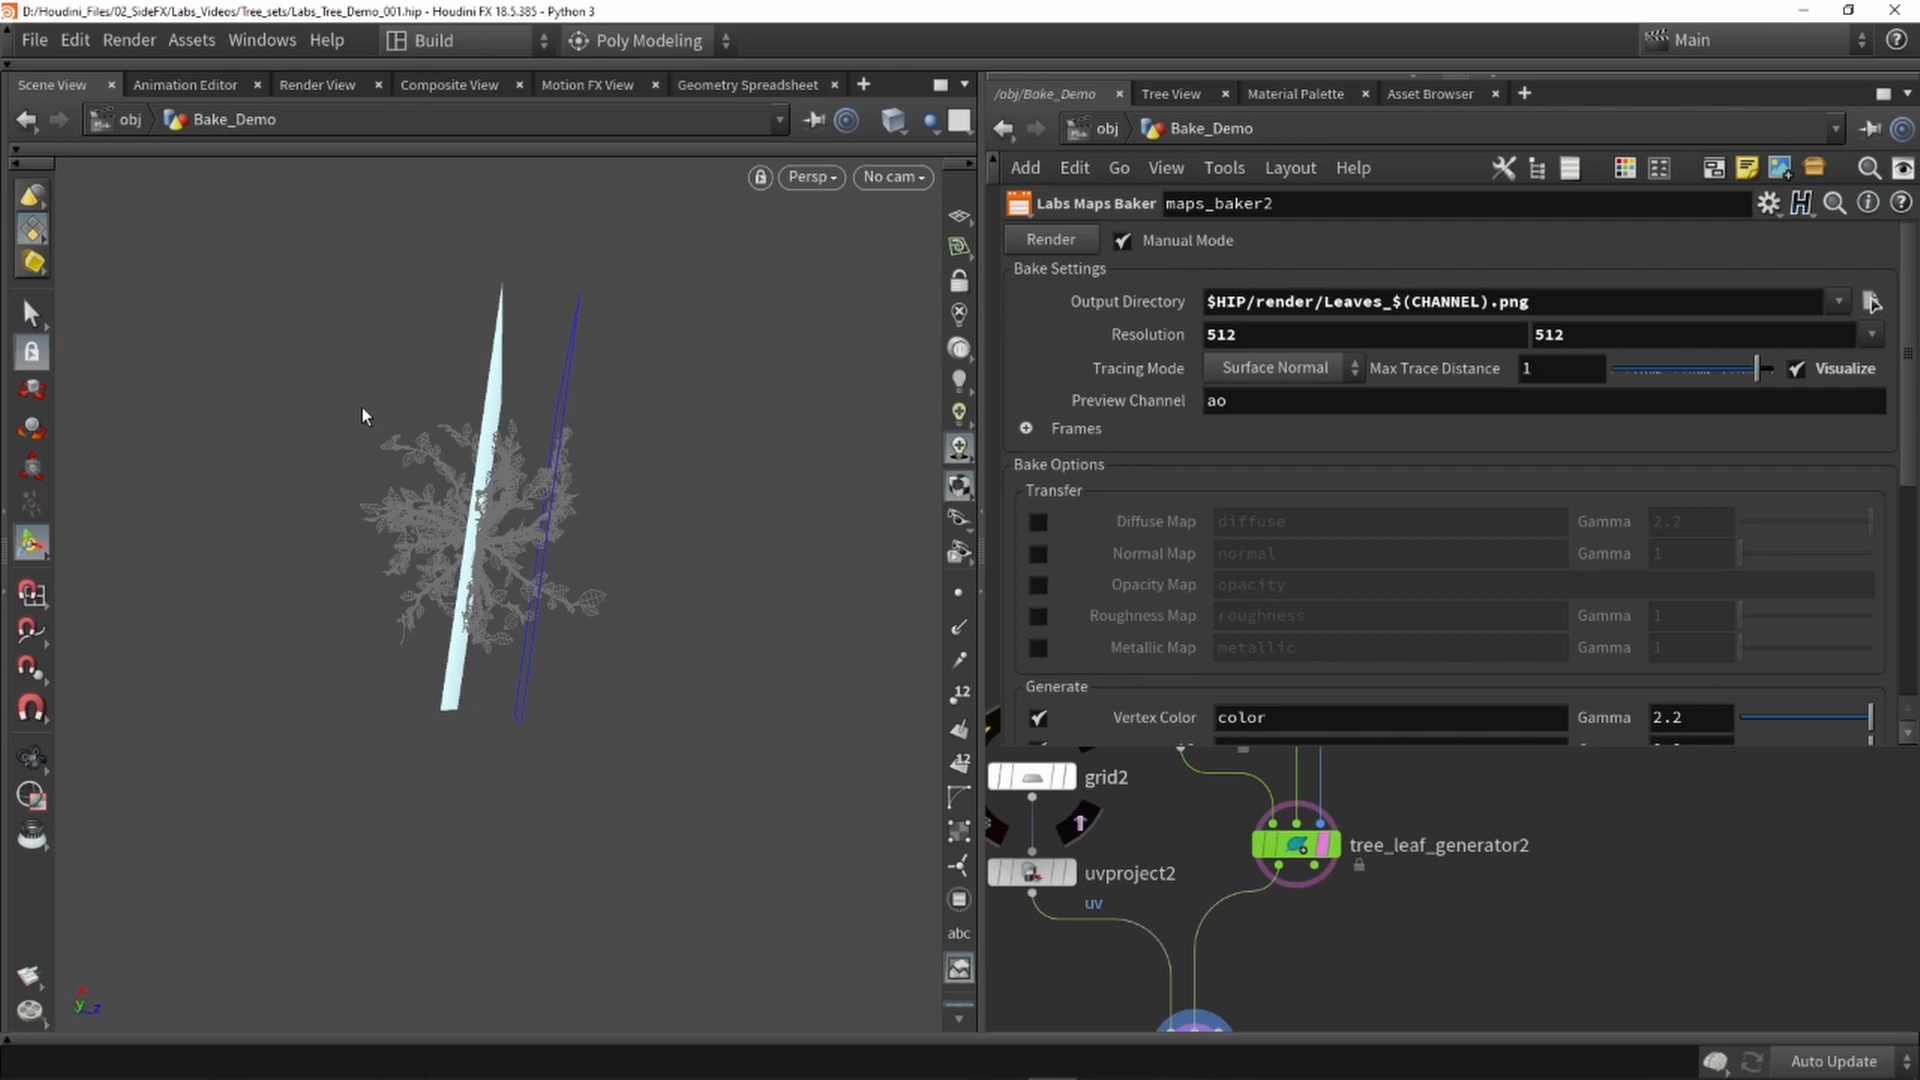 D:/Houdini_Files/02_SideFX/Labs_Videos/Tree_sets/Labs_Tree_Demo_001.hip - Houdini FX 18.5.385 - Python 3
File Edit Render Assets Windows Help Build Poly Modeling Main
Scene View Animation Editor Render View Composite View Motion FX View Geometry Spreadsheet
obj Bake_Demo
Persp No cam
12
12
abc
x
y z
/obj/Bake_Demo Tree View Material Palette Asset Browser
obj Bake_Demo
Add Edit Go View Tools Layout Help
Labs Maps Baker maps_baker2
Render Manual Mode
Bake Settings
Output Directory $HIP/render/Leaves_$(CHANNEL).png
Resolution 512 512
Tracing Mode Surface Normal Max Trace Distance 1 Visualize
Preview Channel ao
Frames
Bake Options
Transfer
Diffuse Map diffuse Gamma 2.2
Normal Map normal Gamma 1
Opacity Map opacity
Roughness Map roughness Gamma 1
Metallic Map metallic Gamma 1
Generate
Vertex Color color Gamma 2.2
grid2
tree_leaf_generator2
uvproject2
uv
Auto Update